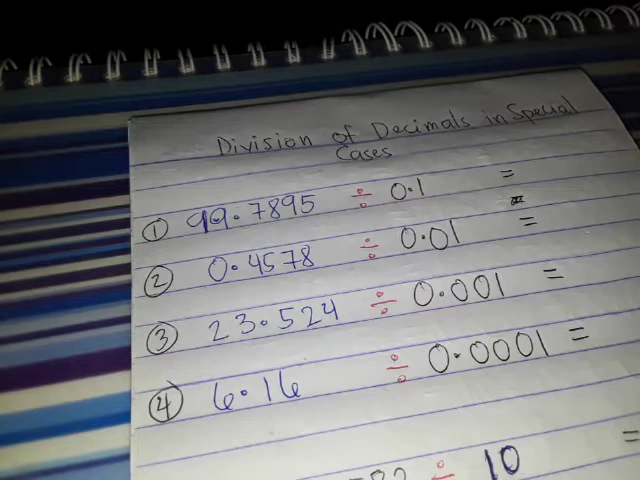 Division of Decimals in Special
Cases
① 99.7895 ÷ 0.1 =
② 0.4578 ÷ 0.01 =
③ 23.524 ÷ 0.001 =
④ 6.16 ÷ 0.0001 =
÷ 10 =